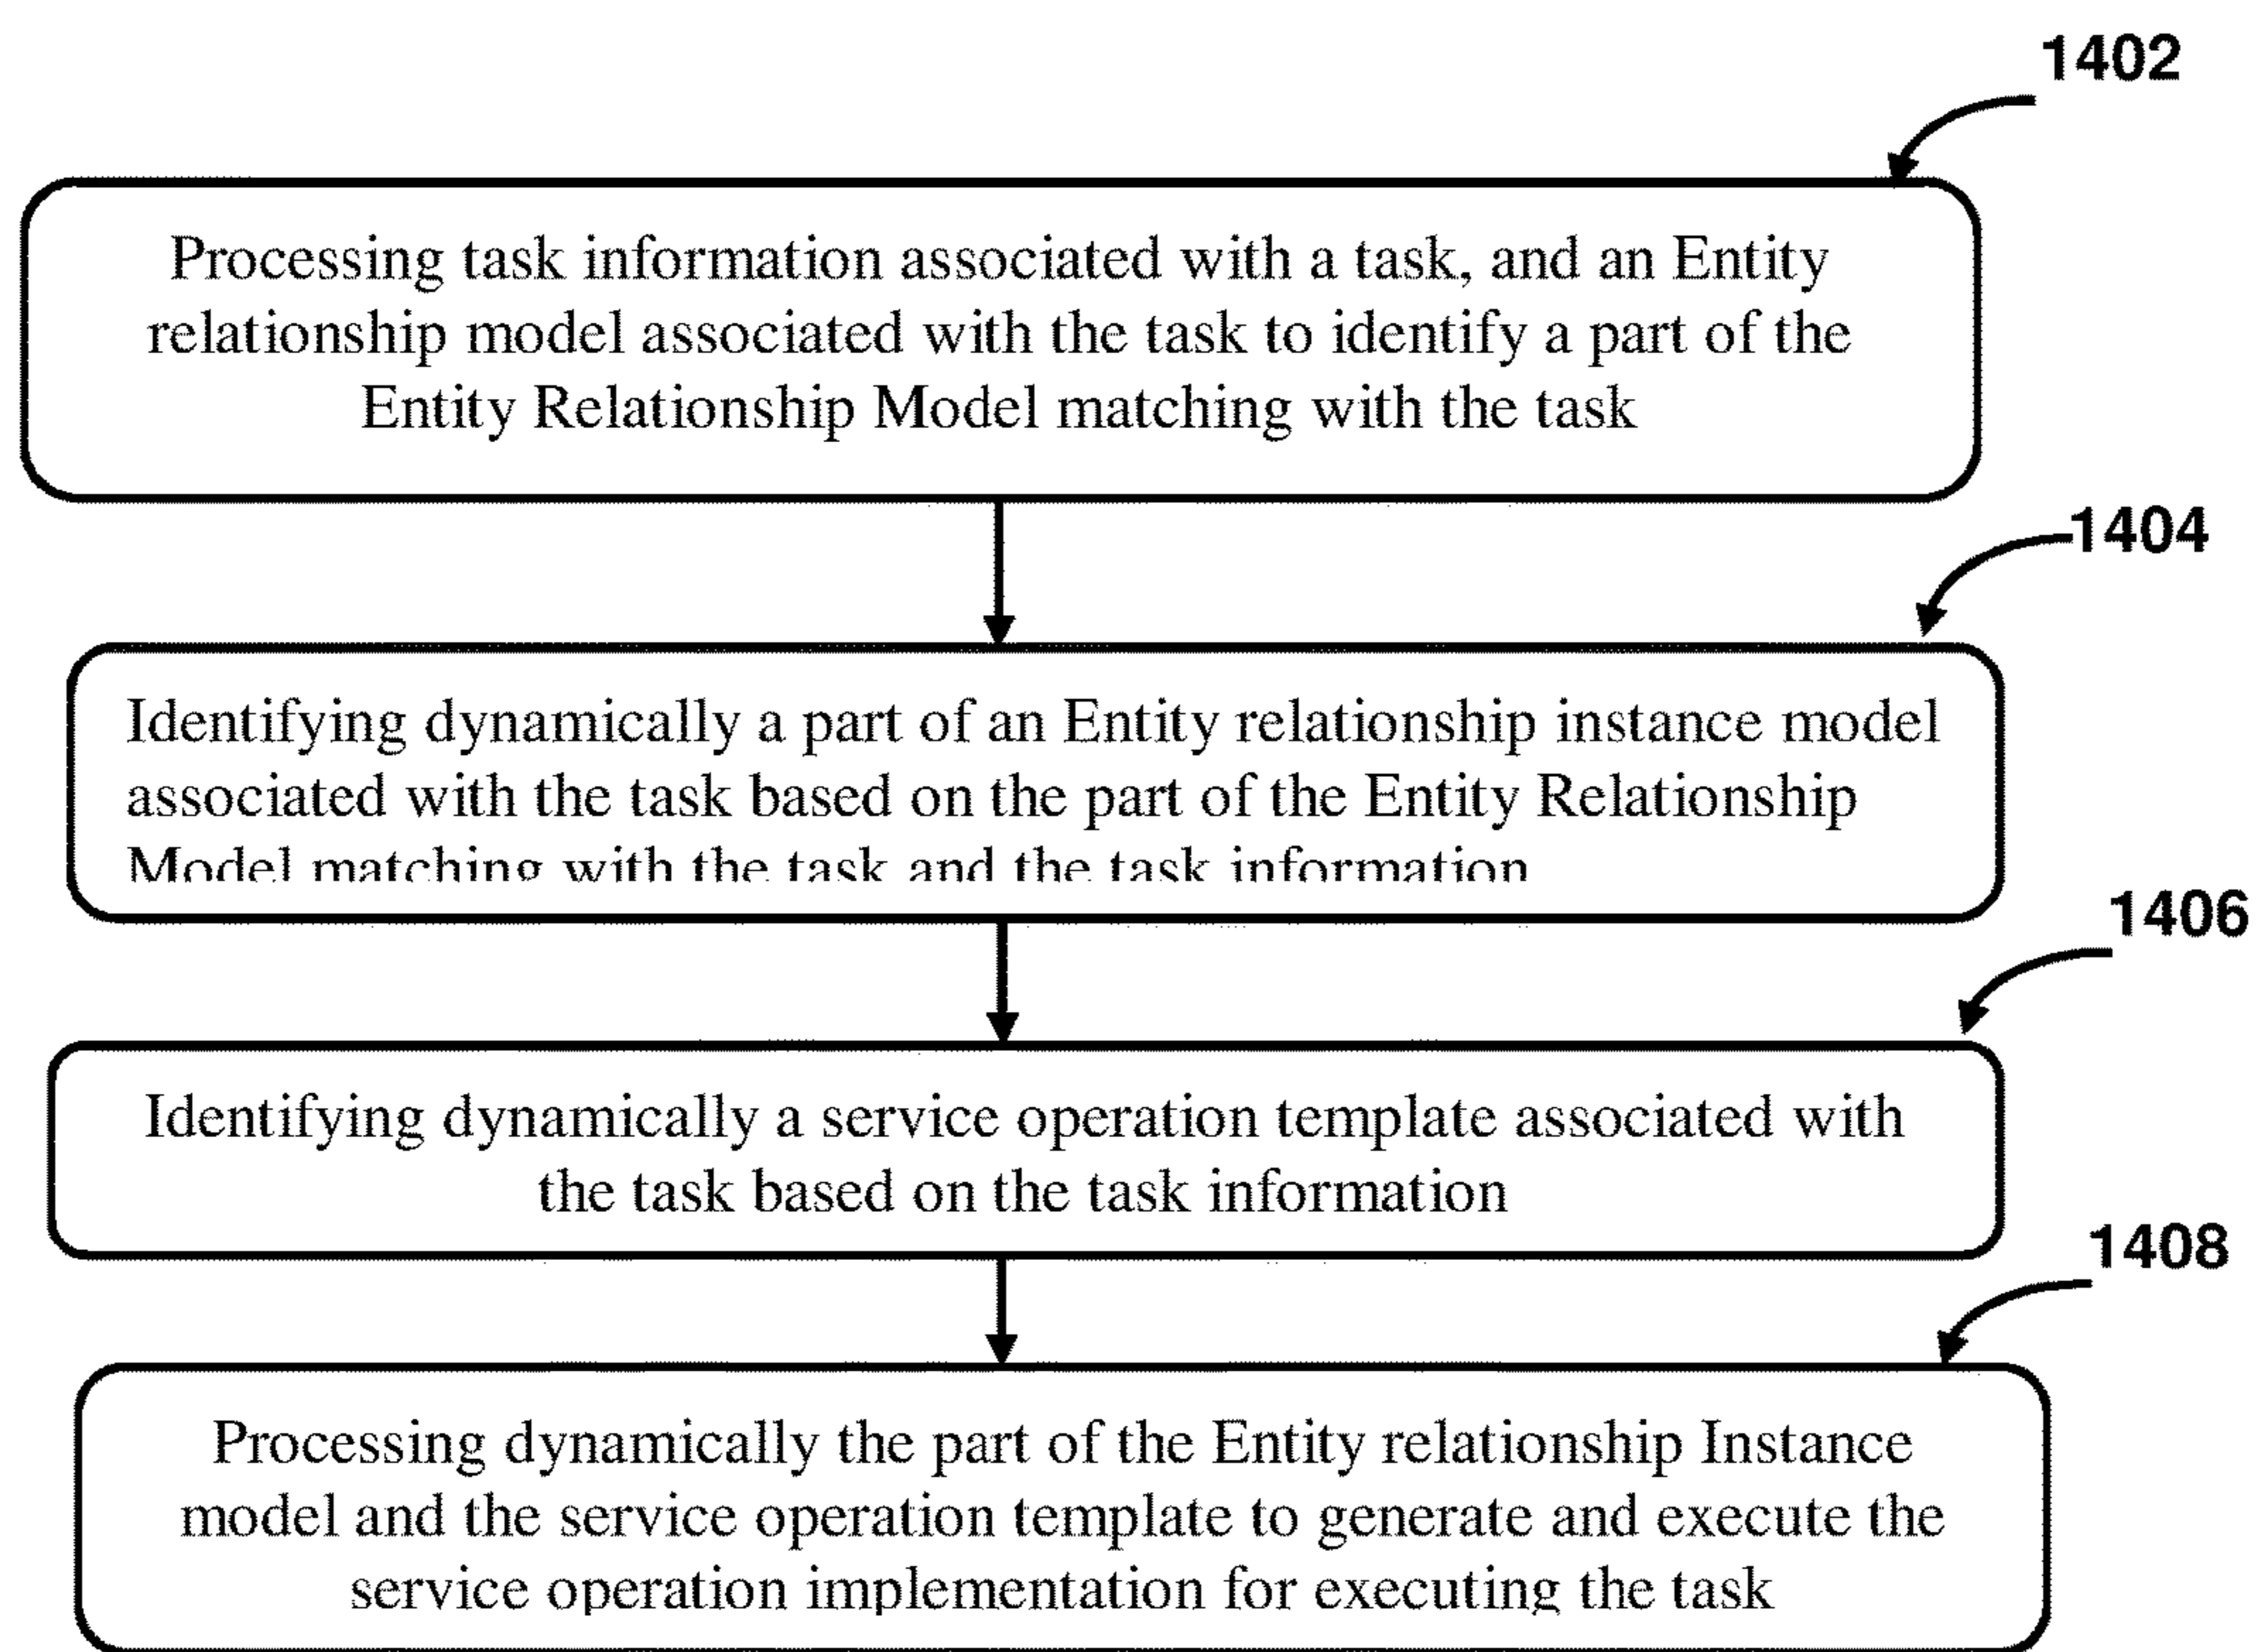 1402
Processing task information associated with a task, and an Entity
relationship model associated with the task to identify a part of the
Entity Relationship Model matching with the task
1404
Identifying dynamically a part of an Entity relationship instance model
associated with the task based on the part of the Entity Relationship
Model matching with the task and the task information
1406
Identifying dynamically a service operation template associated with
the task based on the task information
1408
Processing dynamically the part of the Entity relationship Instance
model and the service operation template to generate and execute the
service operation implementation for executing the task